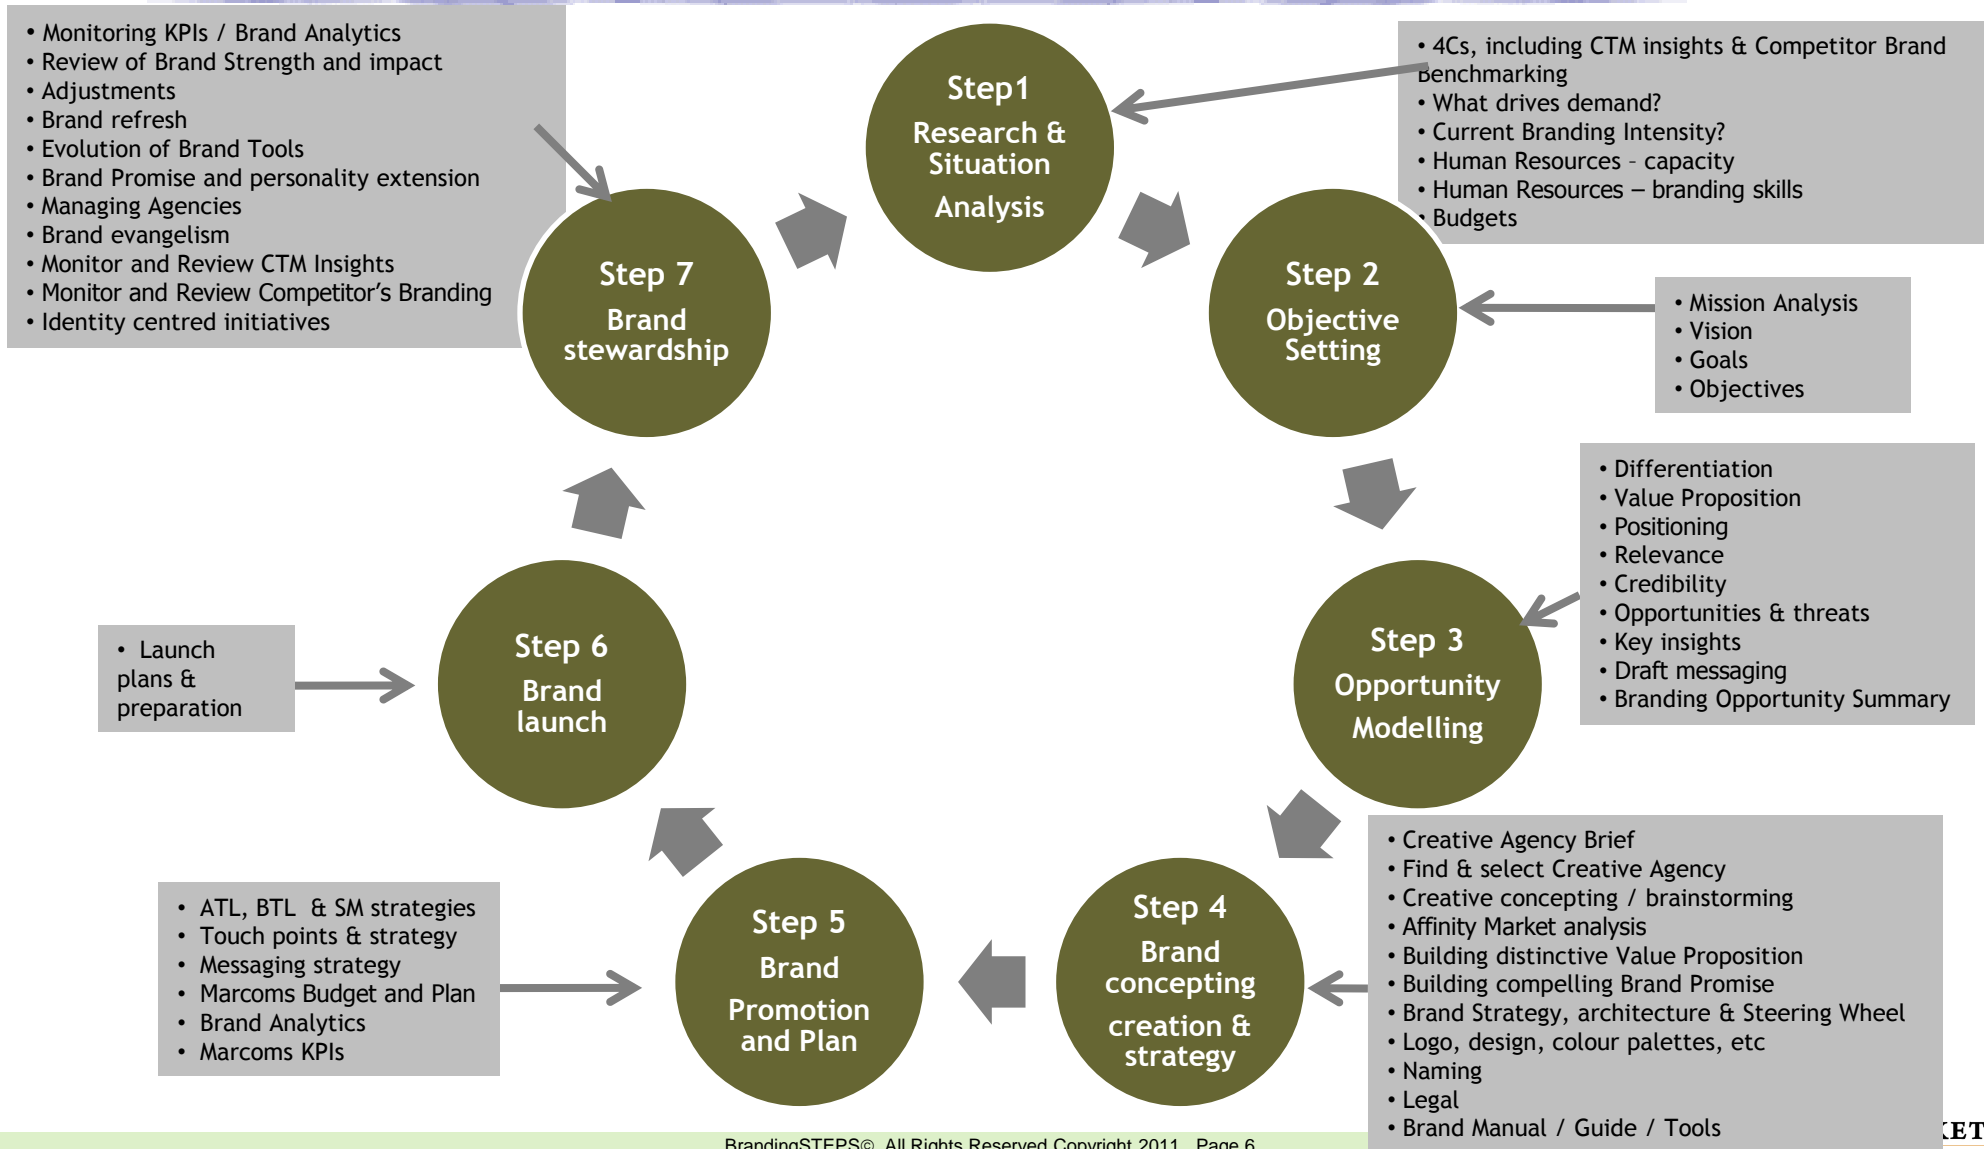 • Monitoring KPIs / Brand Analytics
• Review of Brand Strength and impact
• Adjustments
• Brand refresh
• Evolution of Brand Tools
• Brand Promise and personality extension
• Managing Agencies
• Brand evangelism
• Monitor and Review CTM Insights
• Monitor and Review Competitor’s Branding
• Identity centred initiatives
Step1
Research &
Situation
Analysis
• 4Cs, including CTM insights & Competitor Brand
Benchmarking
• What drives demand?
• Current Branding Intensity?
• Human Resources – capacity
• Human Resources – branding skills
• Budgets
Step 2
Objective
Setting
• Mission Analysis
• Vision
• Goals
• Objectives
Step 3
Opportunity
Modelling
• Differentiation
• Value Proposition
• Positioning
• Relevance
• Credibility
• Opportunities & threats
• Key insights
• Draft messaging
• Branding Opportunity Summary
Step 4
Brand
concepting
creation &
strategy
• Creative Agency Brief
• Find & select Creative Agency
• Creative concepting / brainstorming
• Affinity Market analysis
• Building distinctive Value Proposition
• Building compelling Brand Promise
• Brand Strategy, architecture & Steering Wheel
• Logo, design, colour palettes, etc
• Naming
• Legal
• Brand Manual / Guide / Tools
Step 5
Brand
Promotion
and Plan
• ATL, BTL & SM strategies
• Touch points & strategy
• Messaging strategy
• Marcoms Budget and Plan
• Brand Analytics
• Marcoms KPIs
Step 6
Brand
launch
• Launch
plans &
preparation
Step 7
Brand
stewardship
BrandingSTEPS© All Rights Reserved Copyright 2011 Page 6